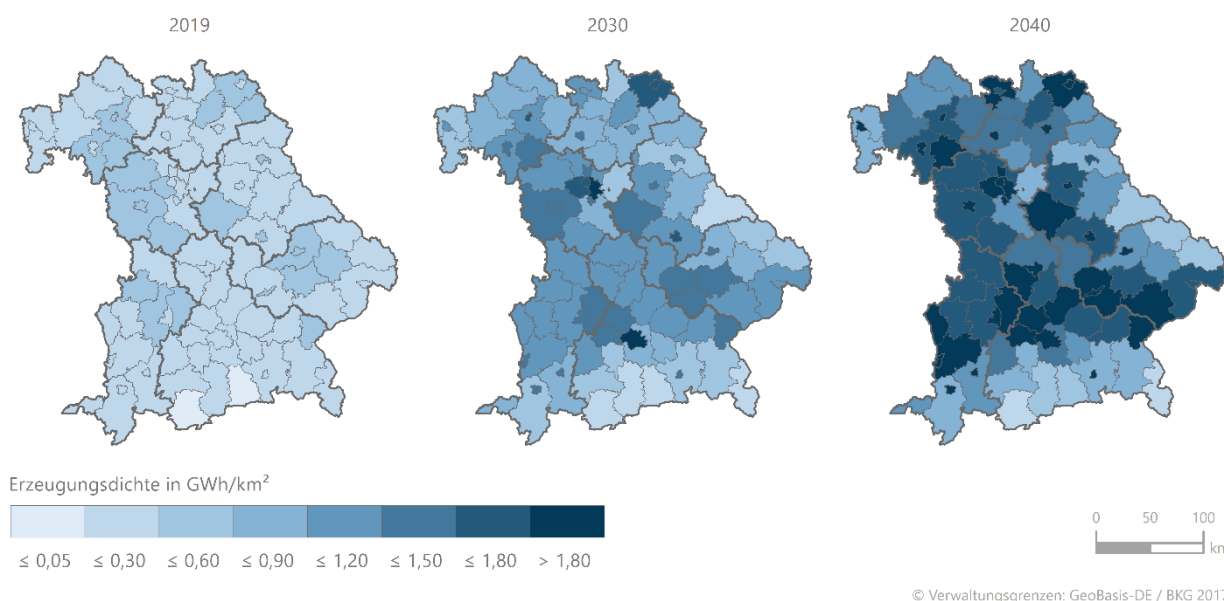 2019 2030 2040
Erzeugungsdichte in GWh/km²
≤ 0,05 ≤ 0,30 ≤ 0,60 ≤ 0,90 ≤ 1,20 ≤ 1,50 ≤ 1,80 > 1,80
0 50 100
km
© Verwaltungsgrenzen: GeoBasis-DE / BKG 2017